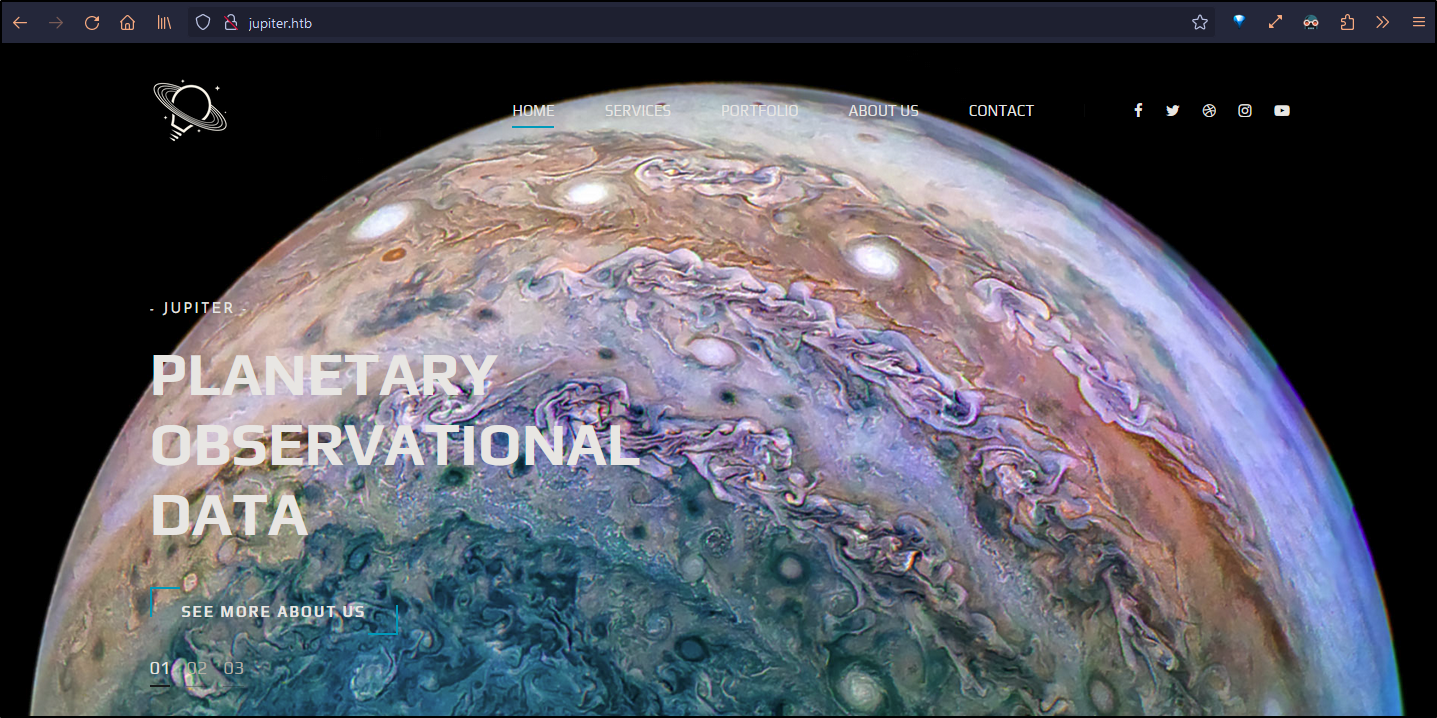 jupiter.htb
HOME SERVICES PORTFOLIO ABOUT US CONTACT
- JUPITER -
PLANETARY
OBSERVATIONAL
DATA
SEE MORE ABOUT US
01 02 03